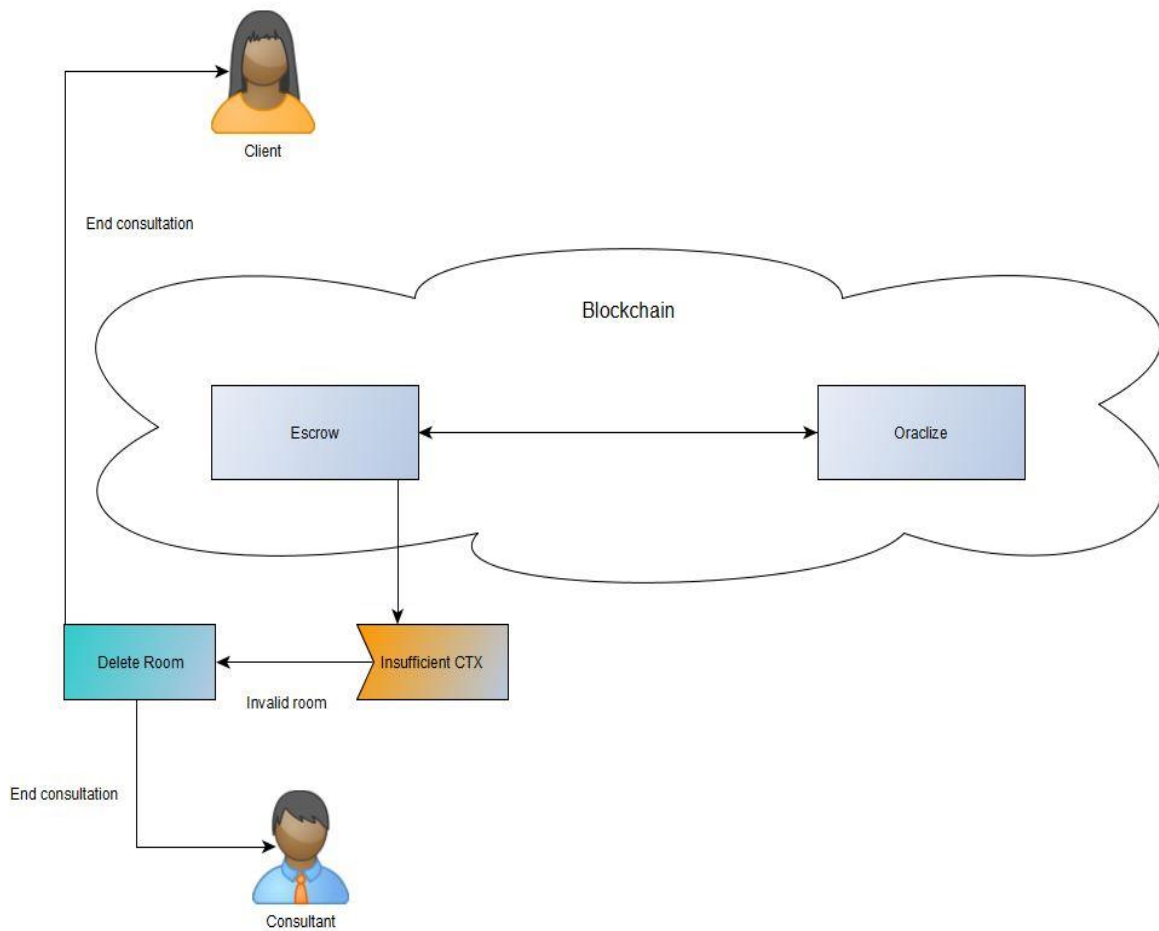 Client
End consultation
Blockchain
Escrow
Oraclize
Delete Room
Insufficient CTX
Invalid room
End consultation
Consultant